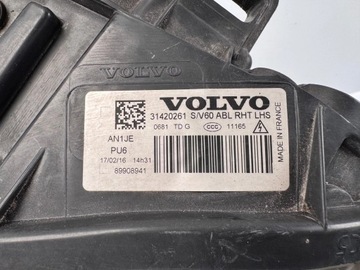 VOLVO
VOLVO
31420261 S/V60 ABL RHT LHS
0681 TD G CCC 11165
AN1JE
PU6
17/02/16 14h31
89908941
MADE IN FRANCE